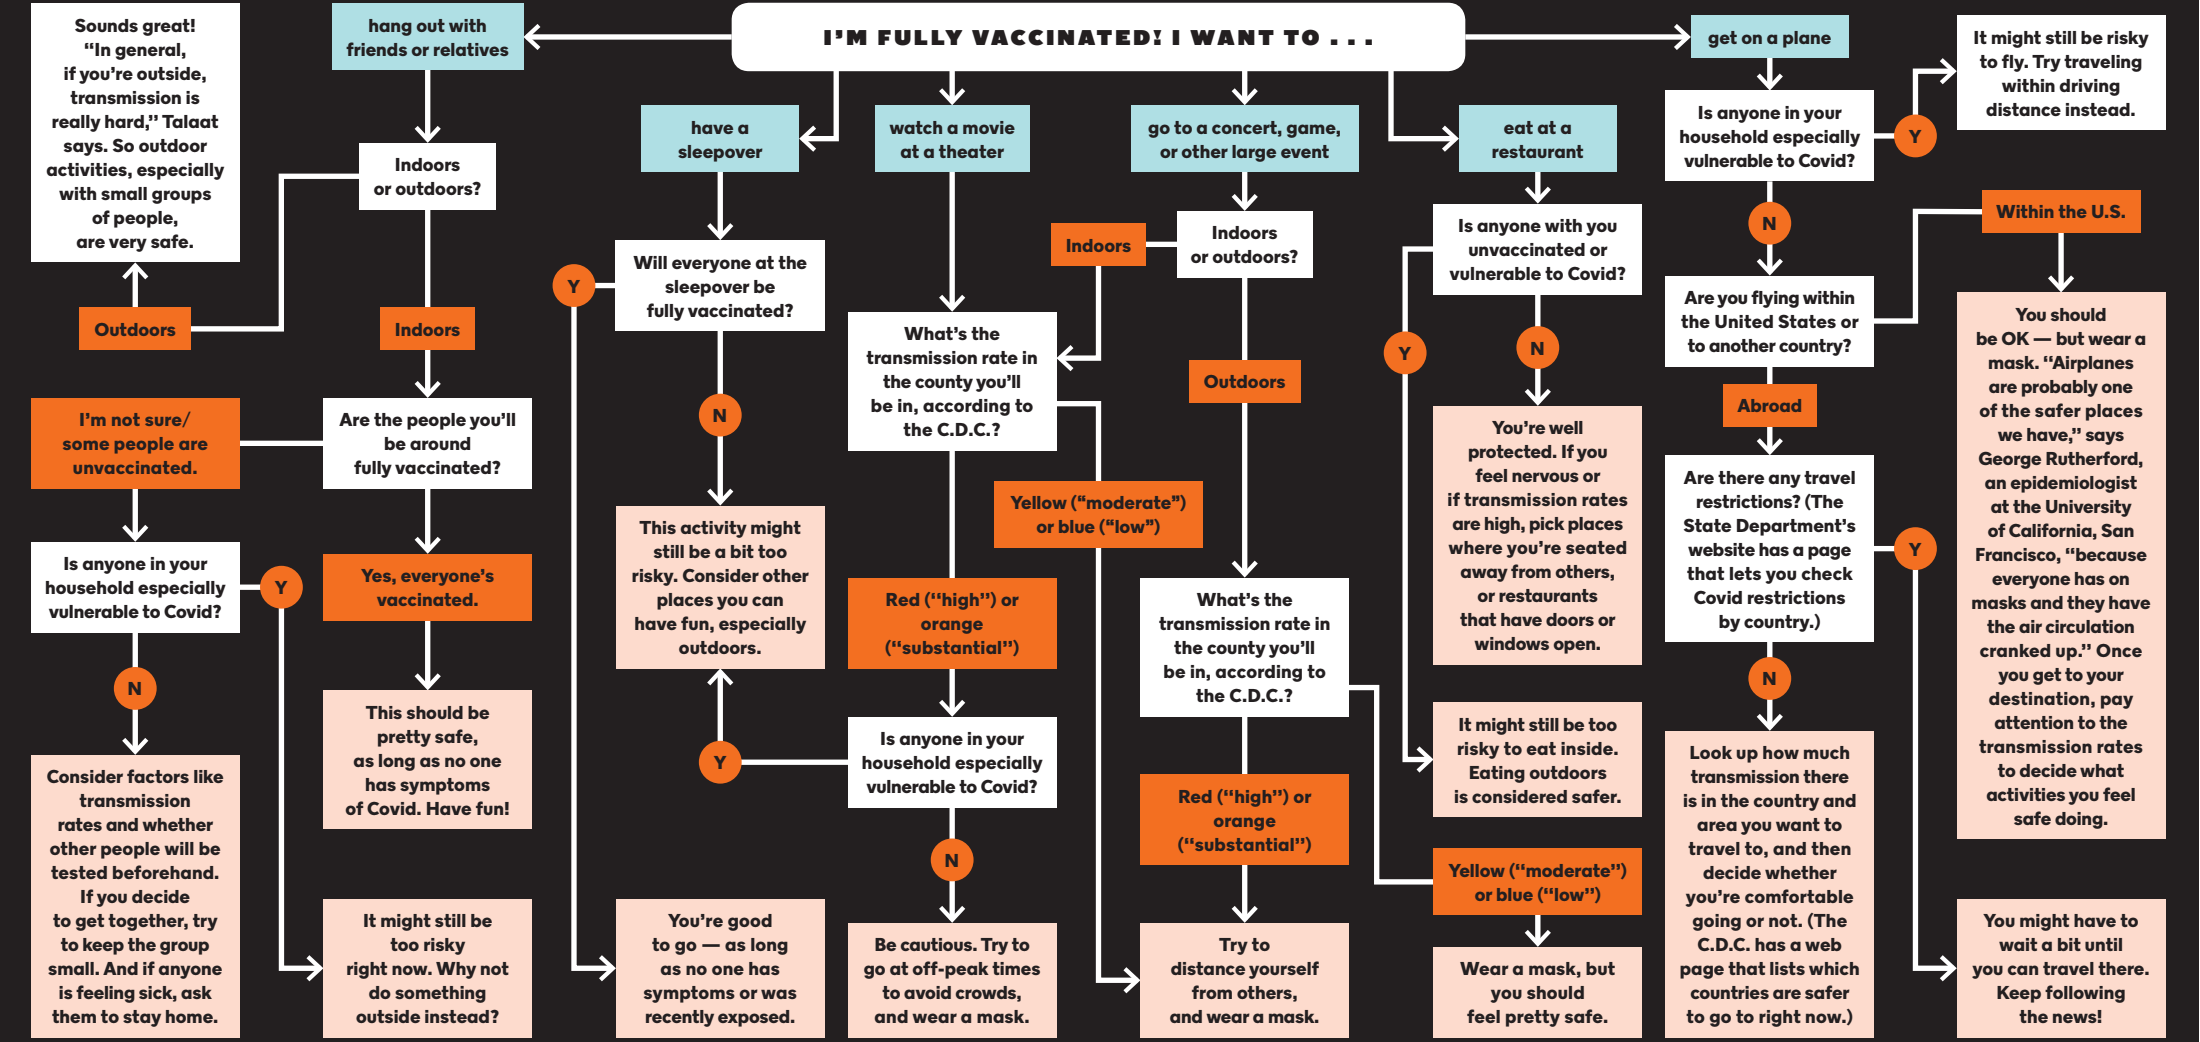 I'M FULLY VACCINATED! I WANT TO . . .
hang out with
friends or relatives
Indoors
or outdoors?
Outdoors
Sounds great!
“In general,
if you're outside,
transmission is
really hard,” Talaat
says. So outdoor
activities, especially
with small groups
of people,
are very safe.
Indoors
Are the people you'll
be around
fully vaccinated?
I'm not sure/
some people are
unvaccinated.
Is anyone in your
household especially
vulnerable to Covid?
Y
N
Consider factors like
transmission
rates and whether
other people will be
tested beforehand.
If you decide
to get together, try
to keep the group
small. And if anyone
is feeling sick, ask
them to stay home.
Yes, everyone's
vaccinated.
This should be
pretty safe,
as long as no one
has symptoms
of Covid. Have fun!
It might still be
too risky
right now. Why not
do something
outside instead?
have a
sleepover
Will everyone at the
sleepover be
fully vaccinated?
Y
N
This activity might
still be a bit too
risky. Consider other
places you can
have fun, especially
outdoors.
Y
You're good
to go — as long
as no one has
symptoms or was
recently exposed.
watch a movie
at a theater
What's the
transmission rate in
the county you'll
be in, according to
the C.D.C.?
Yellow (“moderate”)
or blue (“low”)
Red (“high”) or
orange
(“substantial”)
Is anyone in your
household especially
vulnerable to Covid?
N
Be cautious. Try to
go at off-peak times
to avoid crowds,
and wear a mask.
go to a concert, game,
or other large event
Indoors
or outdoors?
Indoors
Outdoors
What's the
transmission rate in
the county you'll
be in, according to
the C.D.C.?
Red (“high”) or
orange
(“substantial”)
Try to
distance yourself
from others,
and wear a mask.
eat at a
restaurant
Is anyone with you
unvaccinated or
vulnerable to Covid?
Y
N
You're well
protected. If you
feel nervous or
if transmission rates
are high, pick places
where you're seated
away from others,
or restaurants
that have doors or
windows open.
It might still be too
risky to eat inside.
Eating outdoors
is considered safer.
Yellow (“moderate”)
or blue (“low”)
Wear a mask, but
you should
feel pretty safe.
get on a plane
Is anyone in your
household especially
vulnerable to Covid?
Y
It might still be risky
to fly. Try traveling
within driving
distance instead.
N
Are you flying within
the United States or
to another country?
Within the U.S.
You should
be OK — but wear a
mask. “Airplanes
are probably one
of the safer places
we have,” says
George Rutherford,
an epidemiologist
at the University
of California, San
Francisco, “because
everyone has on
masks and they have
the air circulation
cranked up.” Once
you get to your
destination, pay
attention to the
transmission rates
to decide what
activities you feel
safe doing.
Abroad
Are there any travel
restrictions? (The
State Department's
website has a page
that lets you check
Covid restrictions
by country.)
Y
N
Look up how much
transmission there
is in the country and
area you want to
travel to, and then
decide whether
you're comfortable
going or not. (The
C.D.C. has a web
page that lists which
countries are safer
to go to right now.)
You might have to
wait a bit until
you can travel there.
Keep following
the news!